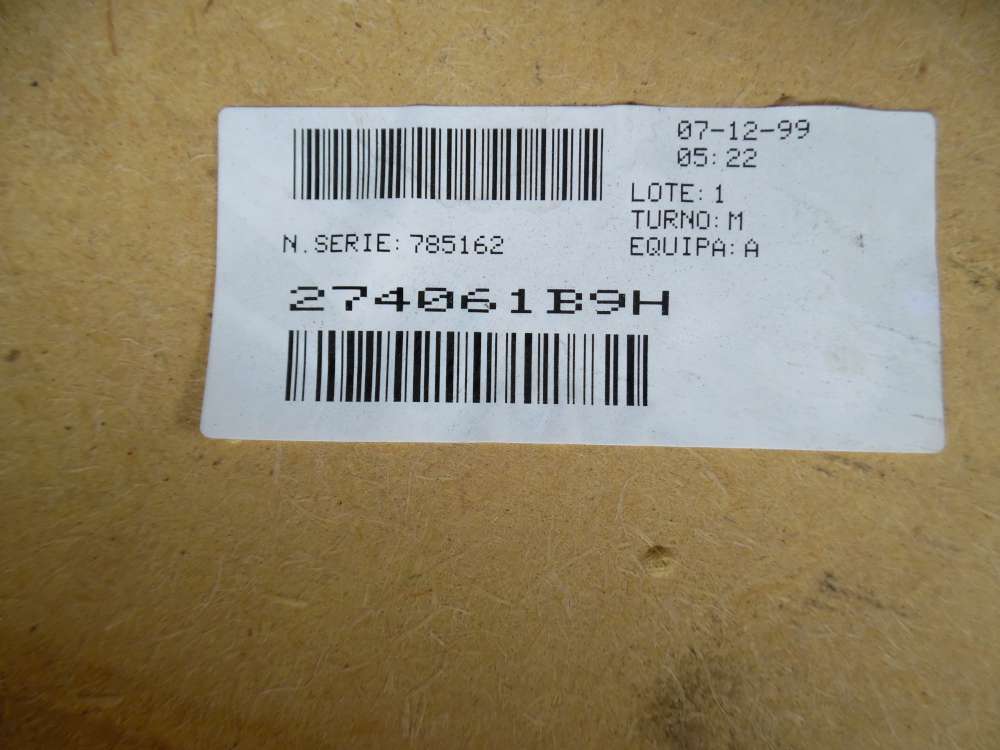 07-12-99
05:22
LOTE: 1
TURNO: M
N. SERIE: 785162
EQUIPA: A
274061B9H